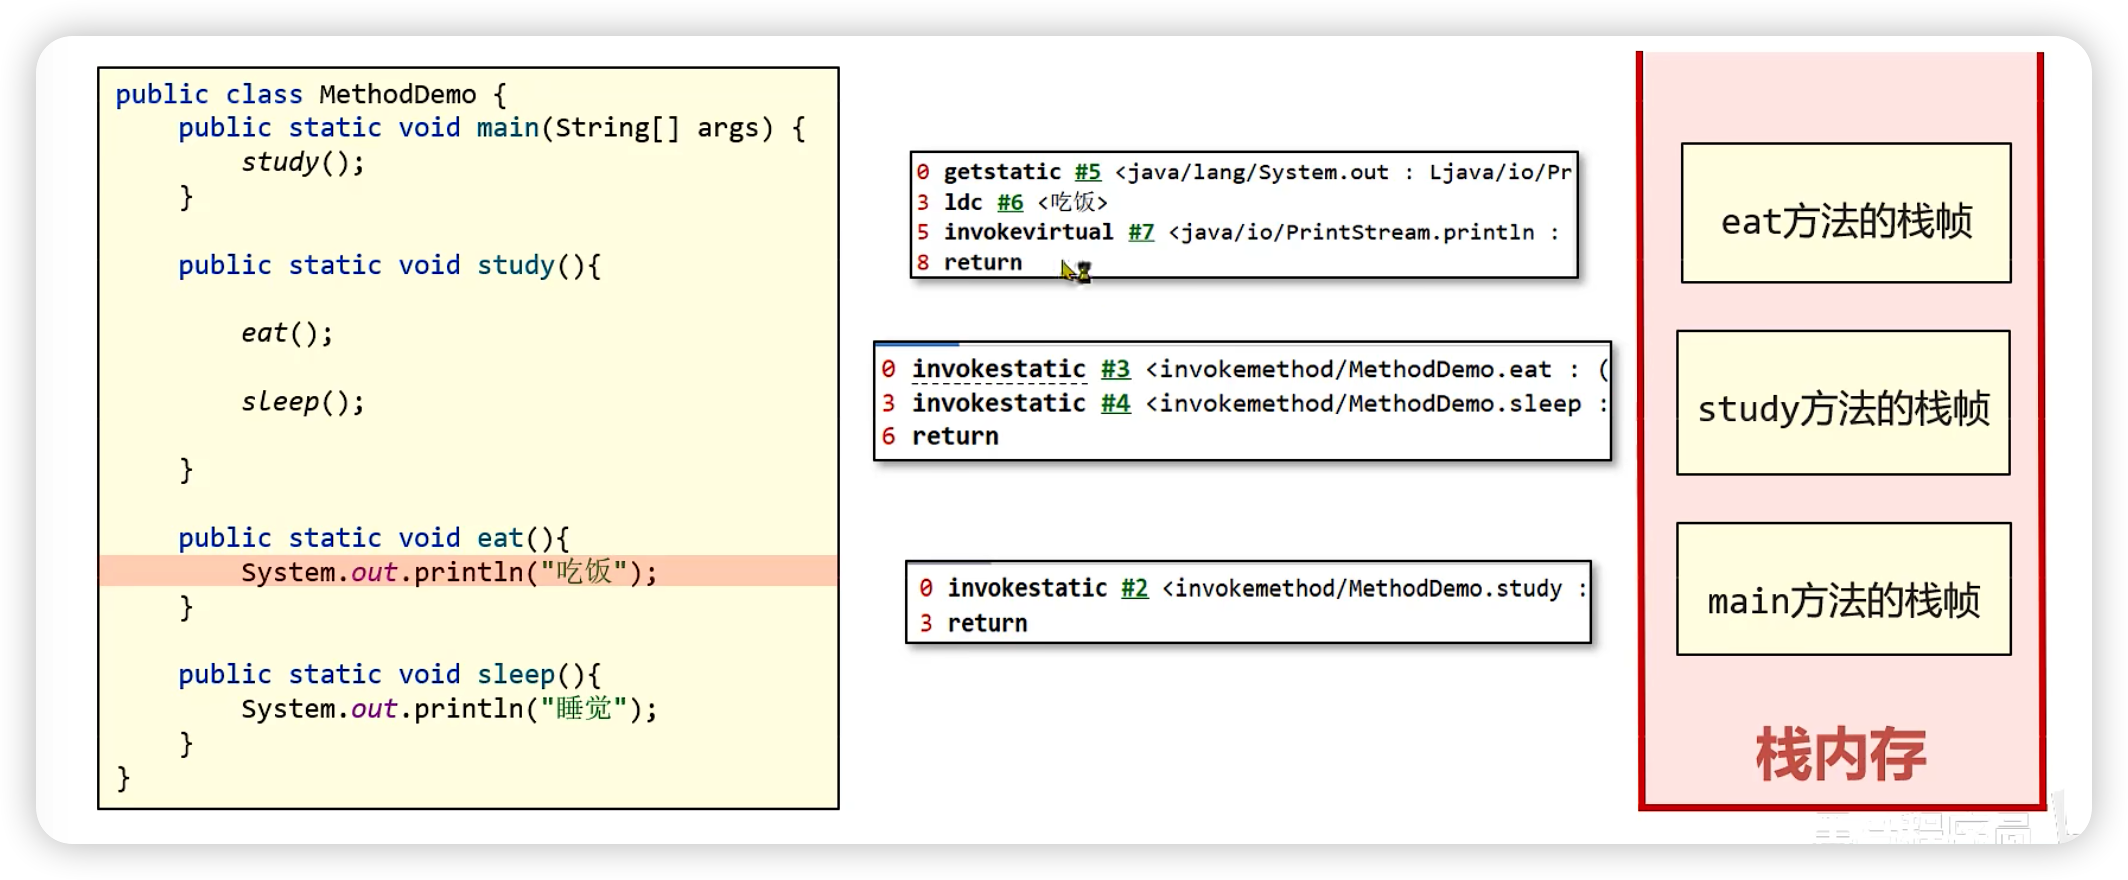 public class MethodDemo {
public static void main(String[] args) {
study();
}
public static void study(){
eat();
sleep();
}
public static void eat(){
System.out.println("吃饭");
}
public static void sleep(){
System.out.println("睡觉");
}
}
0 getstatic #5 <java/lang/System.out : Ljava/io/Pr
3 ldc #6 <吃饭>
5 invokevirtual #7 <java/io/PrintStream.println :
8 return
0 invokestatic #3 <invokemethod/MethodDemo.eat : (
3 invokestatic #4 <invokemethod/MethodDemo.sleep :
6 return
0 invokestatic #2 <invokemethod/MethodDemo.study :
3 return
eat方法的栈帧
study方法的栈帧
main方法的栈帧
栈内存